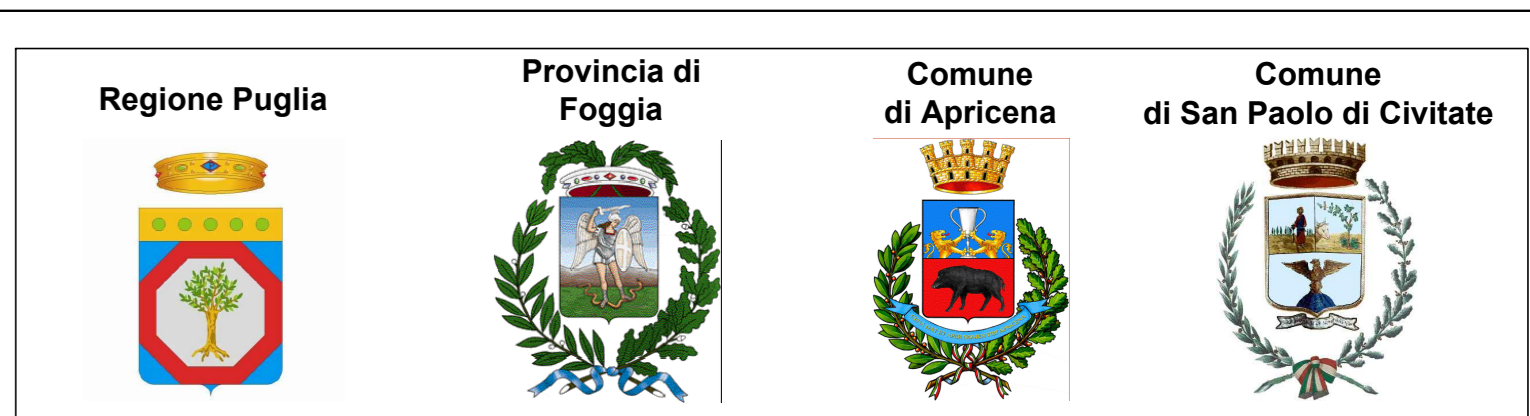 Regione Puglia
Provincia di
Foggia
Comune
di Apricena
Comune
di San Paolo di Civitate